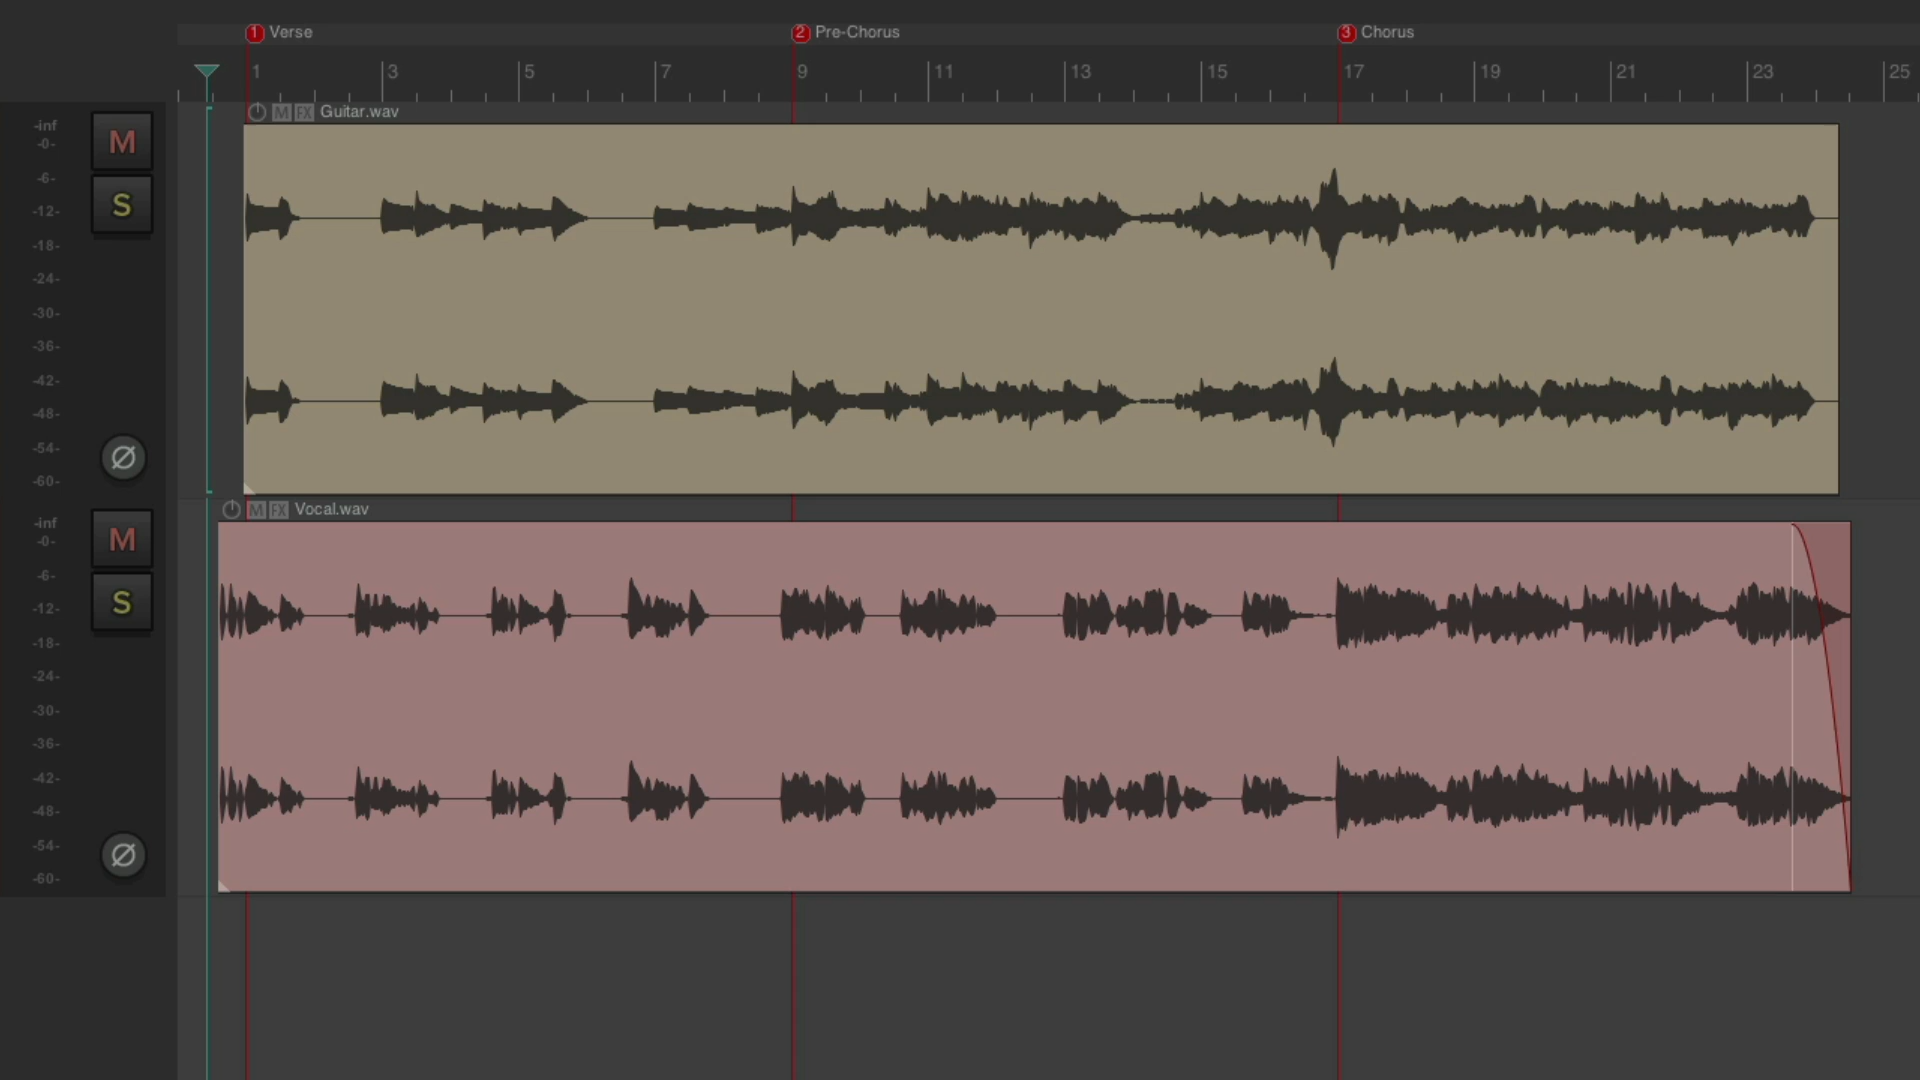 1 Verse 2 Pre-Chorus 3 Chorus
1 3 5 7 9 11 13 15 17 19 21 23 25
M FX Guitar.wav
-inf
-0-
-6-
-12-
-18-
-24-
-30-
-36-
-42-
-48-
-54-
-60-
M
S
Ø
M FX Vocal.wav
-inf
-0-
-6-
-12-
-18-
-24-
-30-
-36-
-42-
-48-
-54-
-60-
M
S
Ø